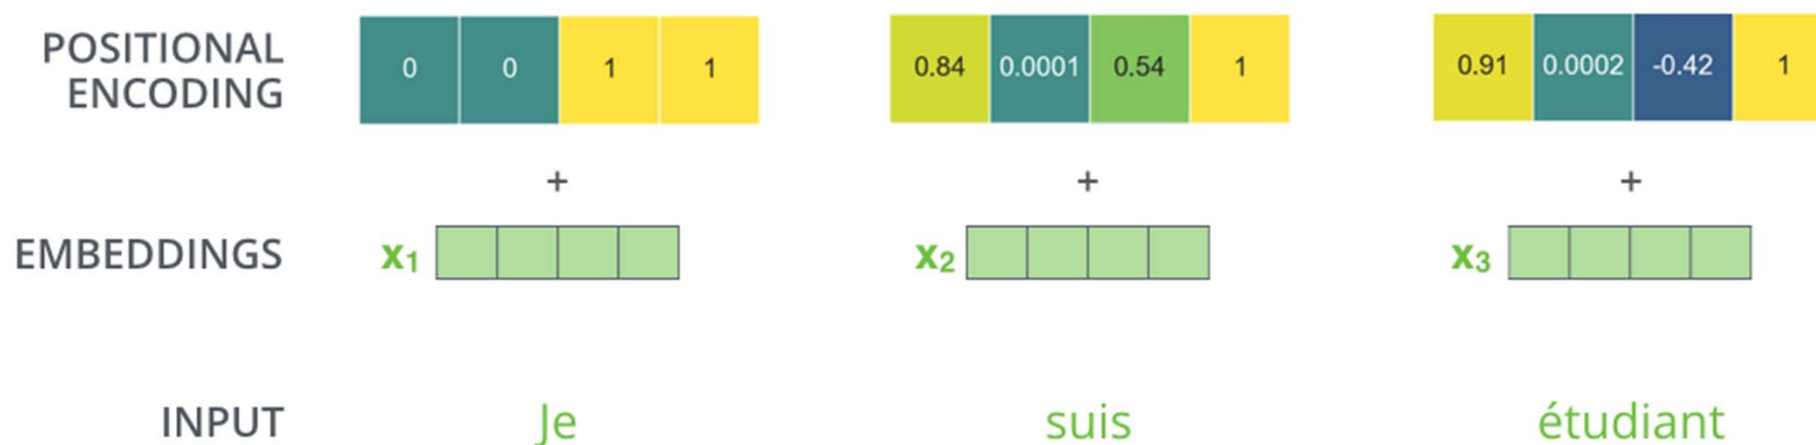 POSITIONAL
ENCODING
0 0 1 1
0.84 0.0001 0.54 1
0.91 0.0002 -0.42 1
+ + +
EMBEDDINGS x1 x2 x3
INPUT Je suis étudiant